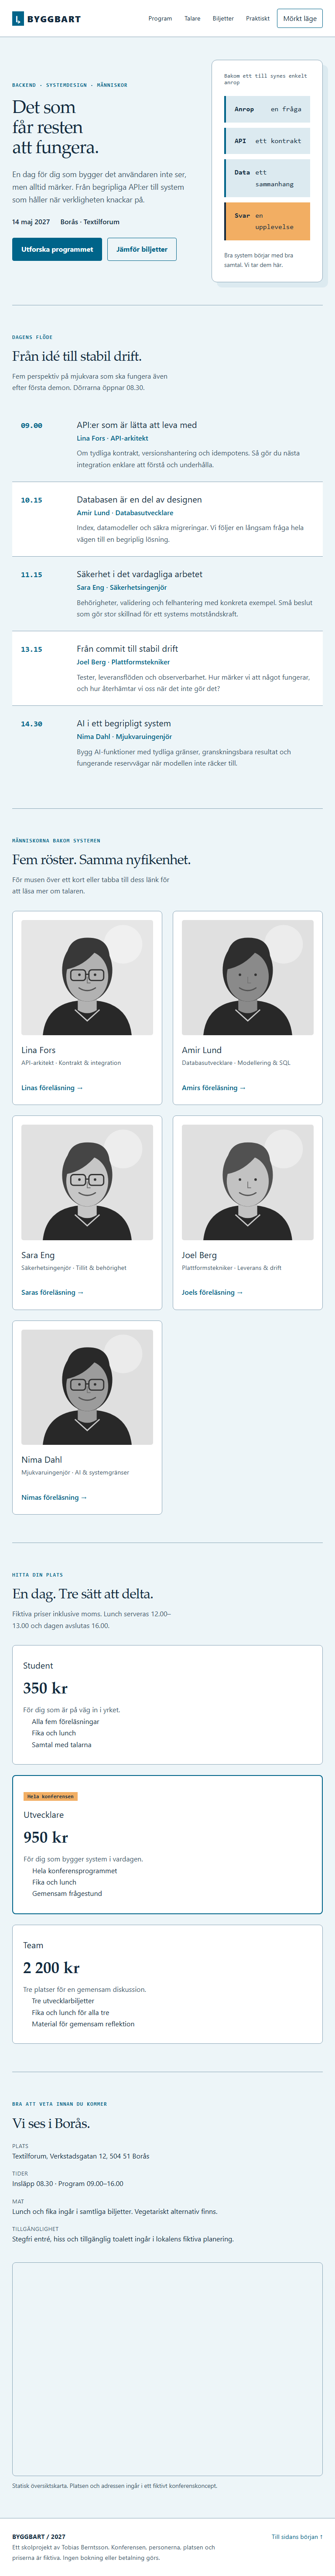 BYGGBART
Program Talare Biljetter Praktiskt Mörkt läge
BACKEND · SYSTEMDESIGN · MÄNNISKOR
Det som
får resten
att fungera.
En dag för dig som bygger det användaren inte ser,
men alltid märker. Från begripliga API:er till system
som håller när verkligheten knackar på.
14 maj 2027 Borås · Textilforum
Utforska programmet Jämför biljetter
Bakom ett till synes enkelt
anrop
Anrop en fråga
API ett kontrakt
Data ett
sammanhang
Svar en
upplevelse
Bra system börjar med bra
samtal. Vi tar dem här.
DAGENS FLÖDE
Från idé till stabil drift.
Fem perspektiv på mjukvara som ska fungera även
efter första demon. Dörrarna öppnar 08.30.
09.00 API:er som är lätta att leva med
Lina Fors · API-arkitekt
Om tydliga kontrakt, versionshantering och idempotens. Så gör du nästa
integration enklare att förstå och underhålla.
10.15 Databasen är en del av designen
Amir Lund · Databasutvecklare
Index, datamodeller och säkra migreringar. Vi följer en långsam fråga hela
vägen till en begriplig lösning.
11.15 Säkerhet i det vardagliga arbetet
Sara Eng · Säkerhetsingenjör
Behörigheter, validering och felhantering med konkreta exempel. Små beslut
som gör stor skillnad för ett systems motståndskraft.
13.15 Från commit till stabil drift
Joel Berg · Plattformstekniker
Tester, leveransflöden och observerbarhet. Hur märker vi att något fungerar,
och hur återhämtar vi oss när det inte gör det?
14.30 AI i ett begripligt system
Nima Dahl · Mjukvaruingenjör
Bygg AI-funktioner med tydliga gränser, granskningsbara resultat och
fungerande reservvägar när modellen inte räcker till.
MÄNNISKORNA BAKOM SYSTEMEN
Fem röster. Samma nyfikenhet.
För musen över ett kort eller tabba till dess länk för
att läsa mer om talaren.
Lina Fors
API-arkitekt · Kontrakt & integration
Linas föreläsning →
Amir Lund
Databasutvecklare · Modellering & SQL
Amirs föreläsning →
Sara Eng
Säkerhetsingenjör · Tillit & behörighet
Saras föreläsning →
Joel Berg
Plattformstekniker · Leverans & drift
Joels föreläsning →
Nima Dahl
Mjukvaruingenjör · AI & systemgränser
Nimas föreläsning →
HITTA DIN PLATS
En dag. Tre sätt att delta.
Fiktiva priser inklusive moms. Lunch serveras 12.00–
13.00 och dagen avslutas 16.00.
Student
350 kr
För dig som är på väg in i yrket.
Alla fem föreläsningar
Fika och lunch
Samtal med talarna
Hela konferensen
Utvecklare
950 kr
För dig som bygger system i vardagen.
Hela konferensprogrammet
Fika och lunch
Gemensam frågestund
Team
2 200 kr
Tre platser för en gemensam diskussion.
Tre utvecklarbiljetter
Fika och lunch för alla tre
Material för gemensam reflektion
BRA ATT VETA INNAN DU KOMMER
Vi ses i Borås.
PLATS
Textilforum, Verkstadsgatan 12, 504 51 Borås
TIDER
Insläpp 08.30 · Program 09.00–16.00
MAT
Lunch och fika ingår i samtliga biljetter. Vegetariskt alternativ finns.
TILLGÄNGLIGHET
Stegfri entré, hiss och tillgänglig toalett ingår i lokalens fiktiva planering.
Statisk översiktskarta. Platsen och adressen ingår i ett fiktivt konferenskoncept.
BYGGBART / 2027
Ett skolprojekt av Tobias Berntsson. Konferensen, personerna, platsen och
priserna är fiktiva. Ingen bokning eller betalning görs.
Till sidans början ↑